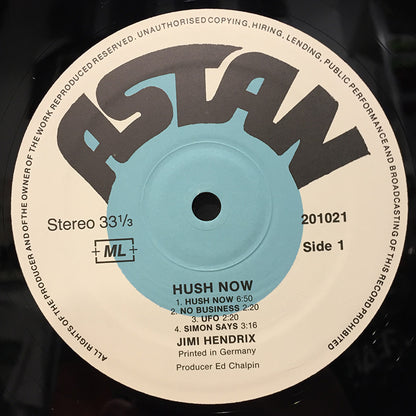 ALL RIGHTS OF THE PRODUCER AND OF THE OWNER OF THE WORK REPRODUCED RESERVED. UNAUTHORISED COPYING, HIRING, LENDING, PUBLIC PERFORMANCE AND BROADCASTING OF THIS RECORD PROHIBITED
ASTAN
Stereo 33 1/3
201021
ML
Side 1
HUSH NOW
1. HUSH NOW 6:50
2. NO BUSINESS 2:20
3. UFO 2:20
4. SIMON SAYS 3:16
JIMI HENDRIX
Printed in Germany
Producer Ed Chalpin